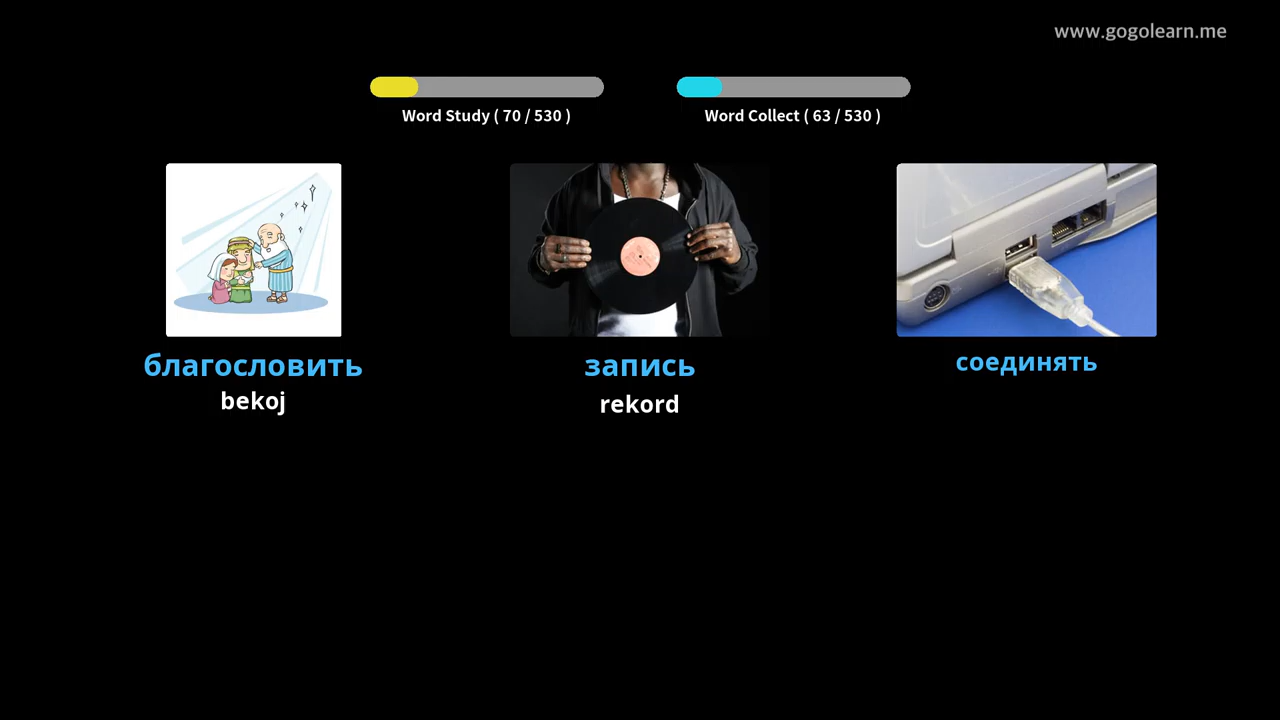 www.gogolearn.me
Word Study ( 70 / 530 )
Word Collect ( 63 / 530 )
благословить
bekoj
запись
rekord
соединять